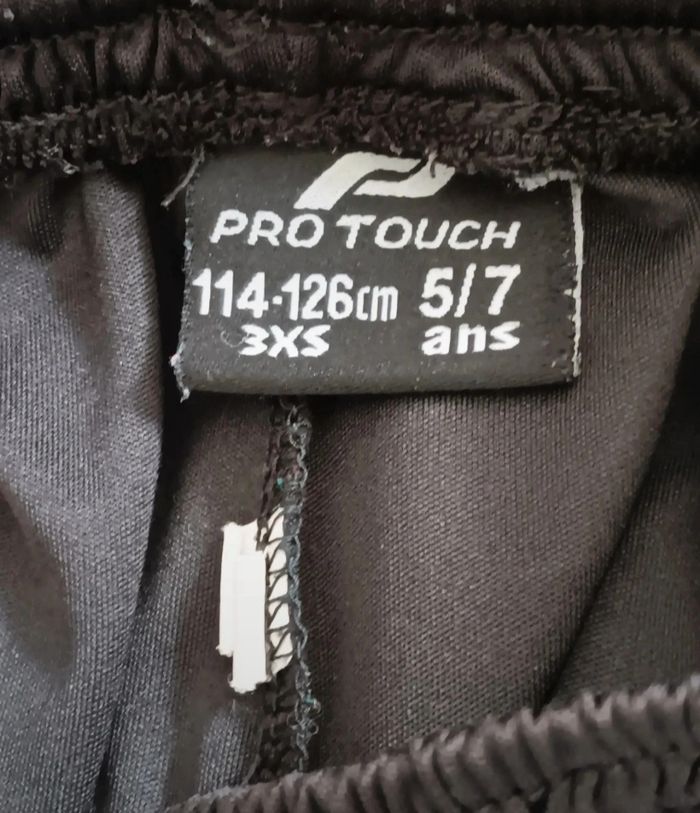 PRO TOUCH
114-126cm 5/7
3XS ans